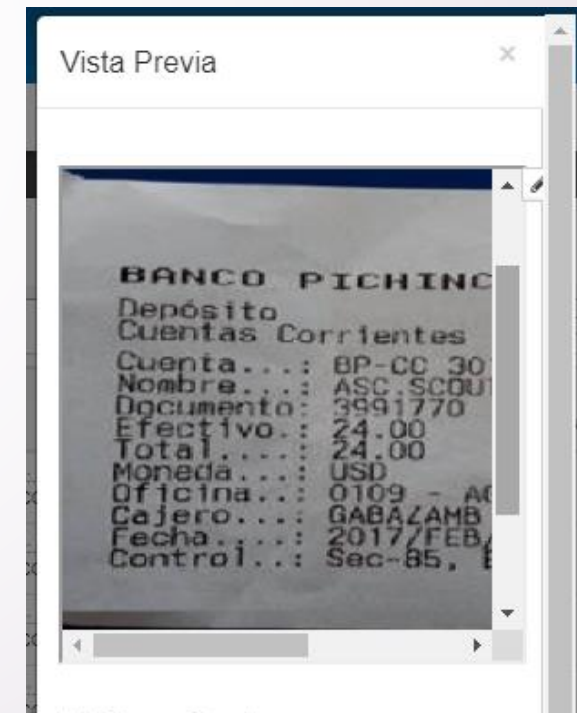 Vista Previa
BANCO PICHINC
Depósito
Cuentas Corrientes
Cuenta...: BP-CC 30
Nombre...: ASC.SCOU
Documento: 3991770
Efectivo.: 24.00
Total....: 24.00
Moneda...: USD
Oficina..: 0109 - AG
Cajero...: GABAZAMB
Fecha....: 2017/FEB/
Control..: Sec-85,